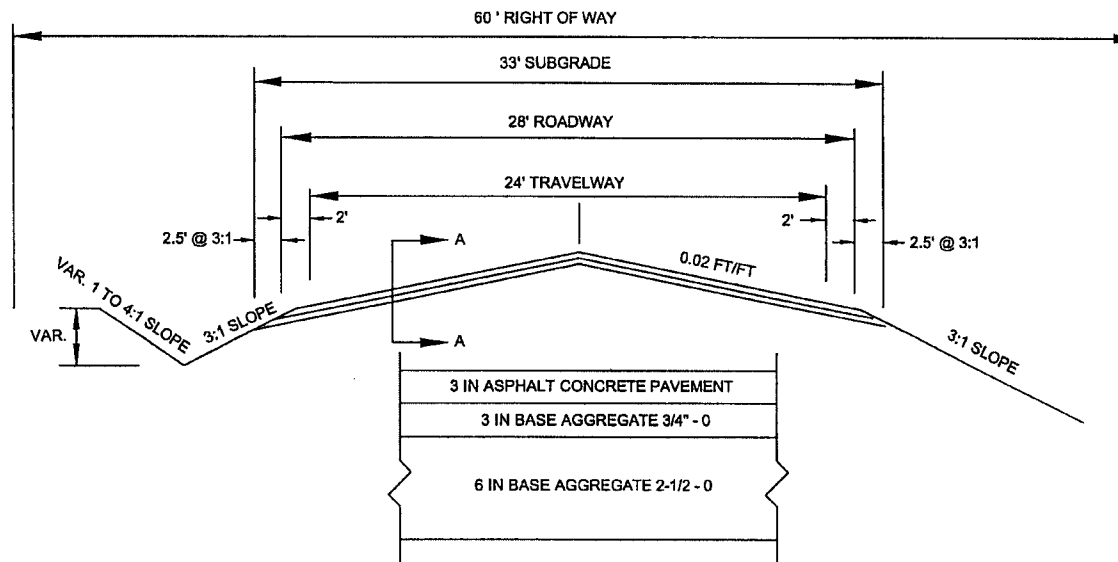 60 ' RIGHT OF WAY
33' SUBGRADE
28' ROADWAY
24' TRAVELWAY
2'
2'
2.5' @ 3:1
2.5' @ 3:1
A
0.02 FT/FT
VAR. 1 TO 4:1 SLOPE
3:1 SLOPE
VAR.
A
3:1 SLOPE
3 IN ASPHALT CONCRETE PAVEMENT
3 IN BASE AGGREGATE 3/4" - 0
6 IN BASE AGGREGATE 2-1/2 - 0